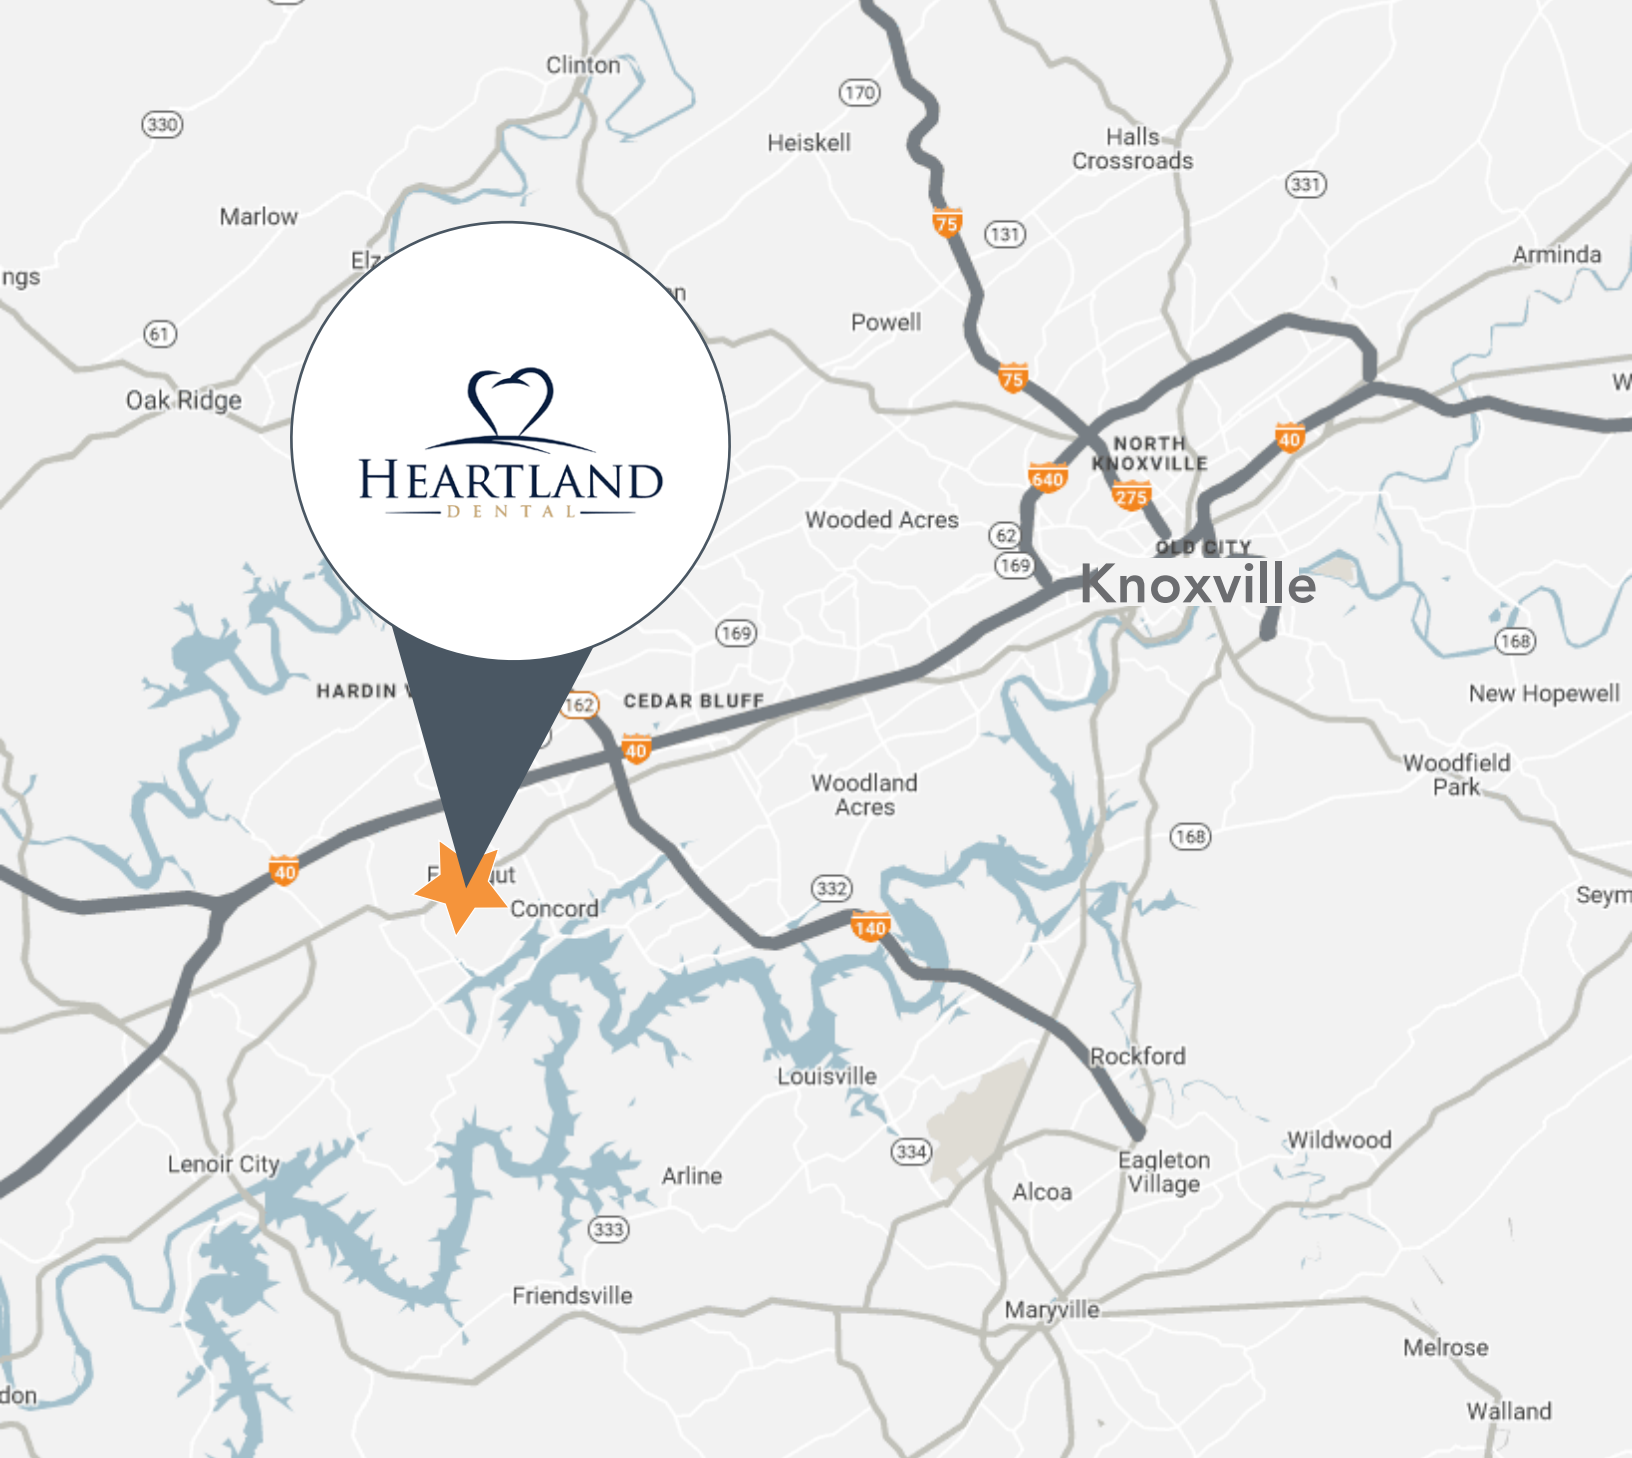 Clinton
170
330
Heiskell
Halls
Crossroads
331
Marlow
75
131
Arminda
ngs
61
Powell
75
Oak Ridge
40
NORTH
KNOXVILLE
640
275
HEARTLAND
DENTAL
Wooded Acres
62
OLD CITY
169
Knoxville
169
168
HARDIN
162
CEDAR BLUFF
New Hopewell
40
Woodland
Acres
Woodfield
Park
168
40
332
Concord
140
Seym
Rockford
Louisville
Wildwood
334
Lenoir City
Arline
Eagleton
Village
Alcoa
333
Friendsville
Maryville
Melrose
don
Walland